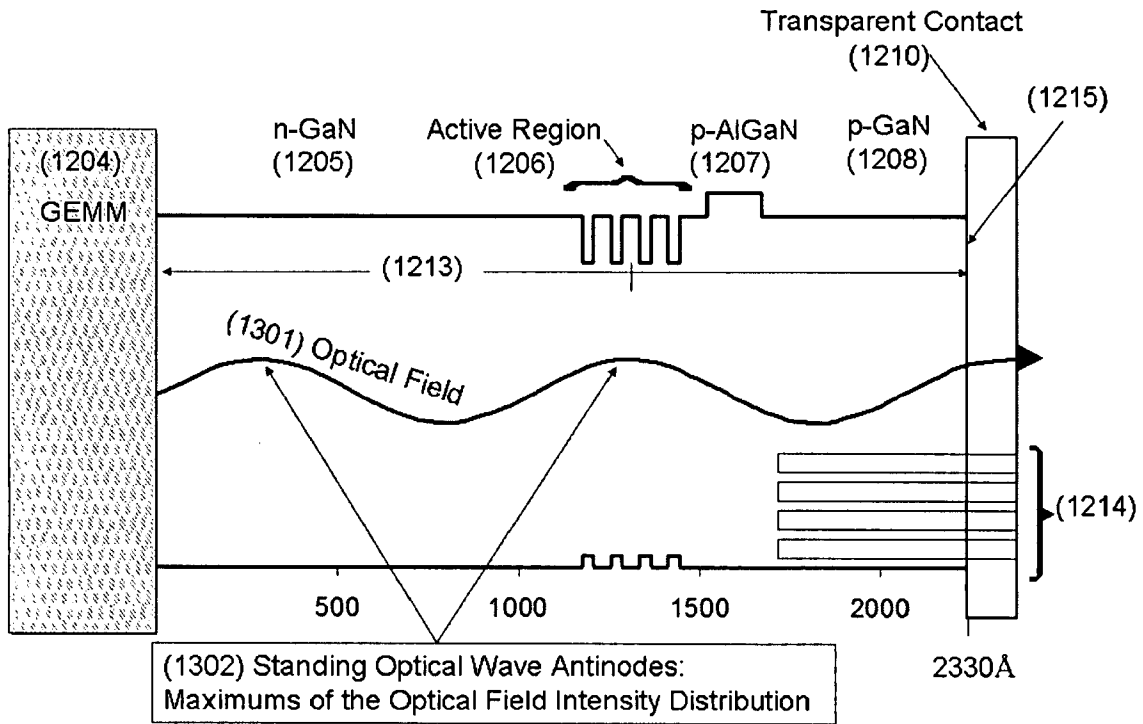 Transparent Contact
(1210)
(1215)
(1204)
GEMM
n-GaN
(1205)
Active Region
(1206)
p-AlGaN
(1207)
p-GaN
(1208)
(1213)
(1301) Optical Field
(1214)
500
1000
1500
2000
2330Å
(1302) Standing Optical Wave Antinodes:
Maximums of the Optical Field Intensity Distribution